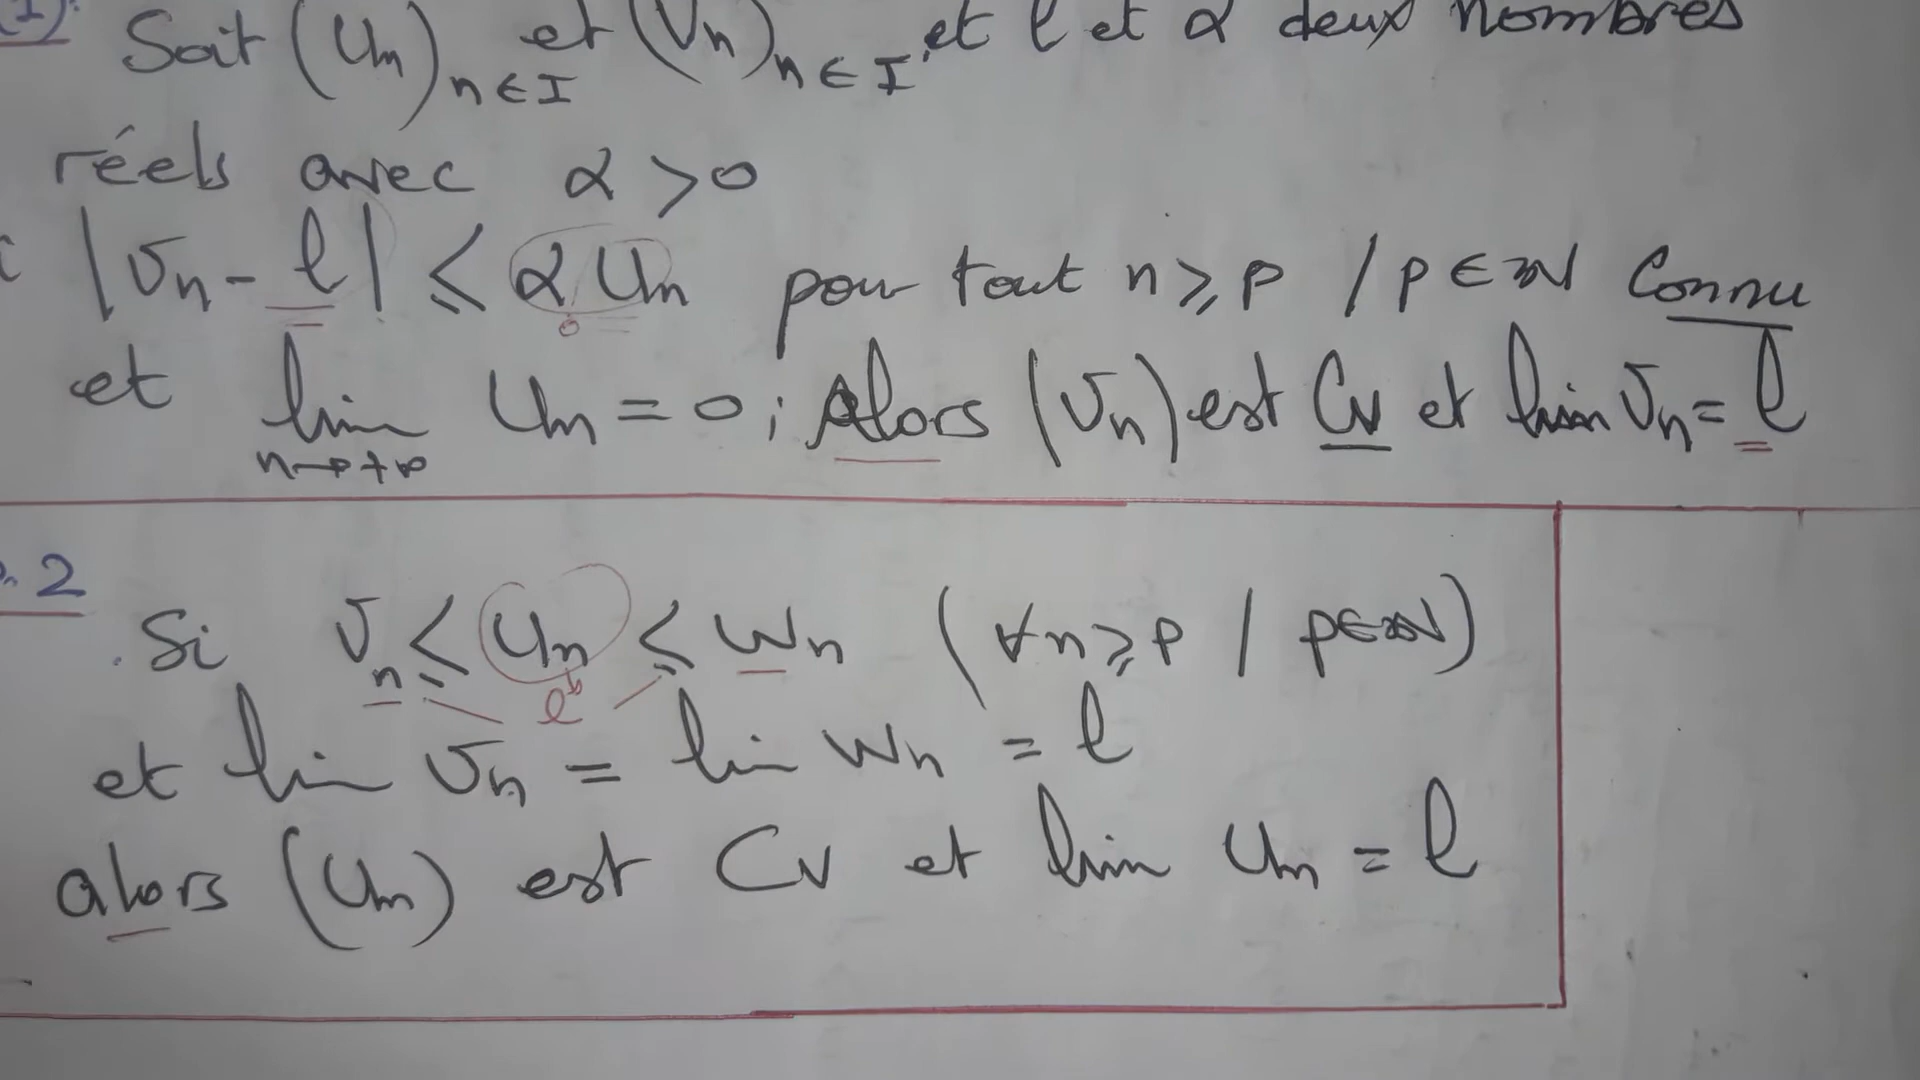 1) Soit (Un)n∈I et (Vn)n∈I, et l et α deux nombres
réels avec α > 0
|Vn - l| ≤ α Un pour tout n ≥ p / p ∈ ℕ Connu
et lim n→+∞ Un = 0 ; Alors (Vn) est Cv et lim Vn = l
2
. Si Vn ≤ Un ≤ Wn (∀n ≥ p / p ∈ ℕ)
l
et lim Vn = lim Wn = l
alors (Un) est Cv et lim Un = l